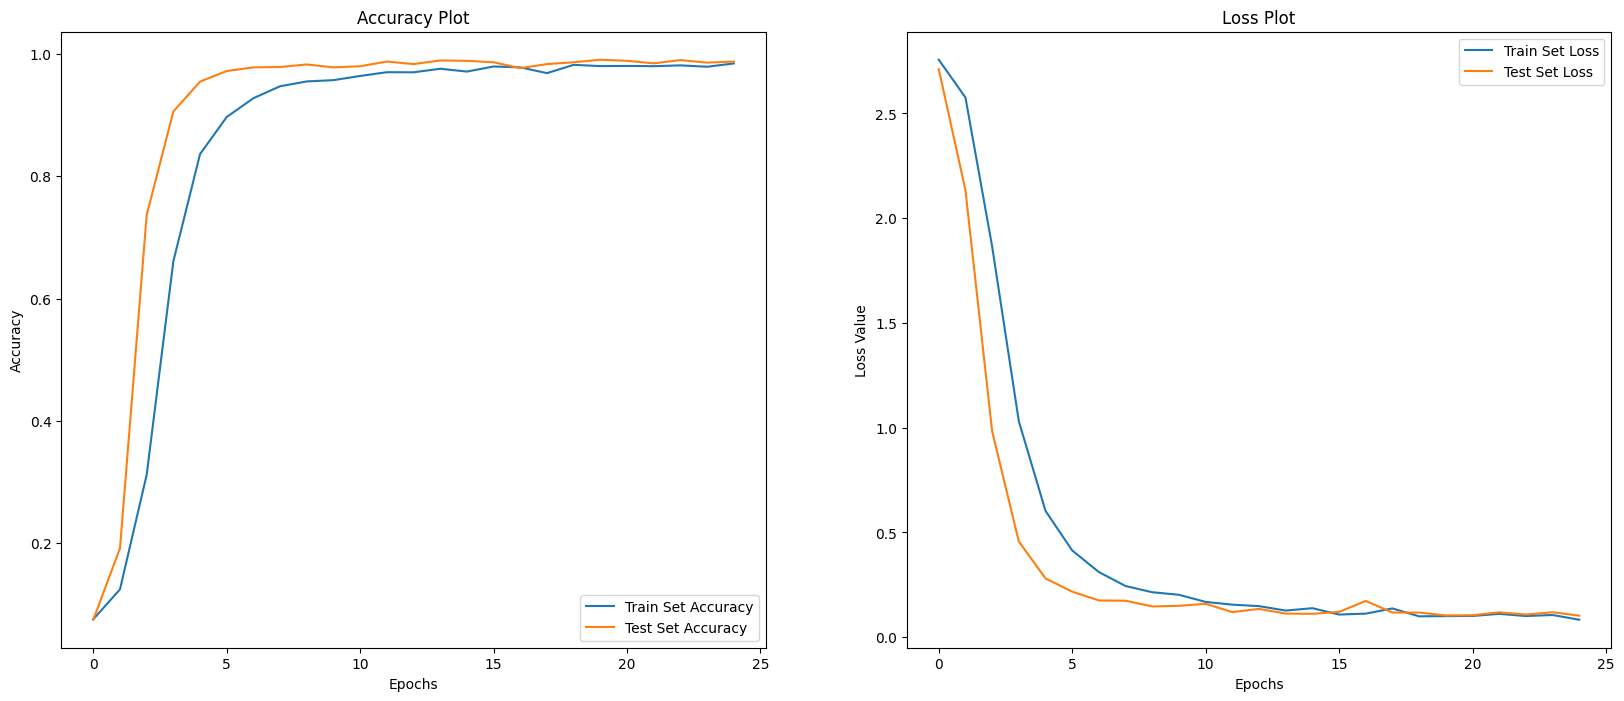 Accuracy Plot
1.0
0.8
0.6
0.4
0.2
Accuracy
0
5
10
15
20
25
Epochs
Train Set Accuracy
Test Set Accuracy
Loss Plot
2.5
2.0
1.5
1.0
0.5
0.0
Loss Value
0
5
10
15
20
25
Epochs
Train Set Loss
Test Set Loss